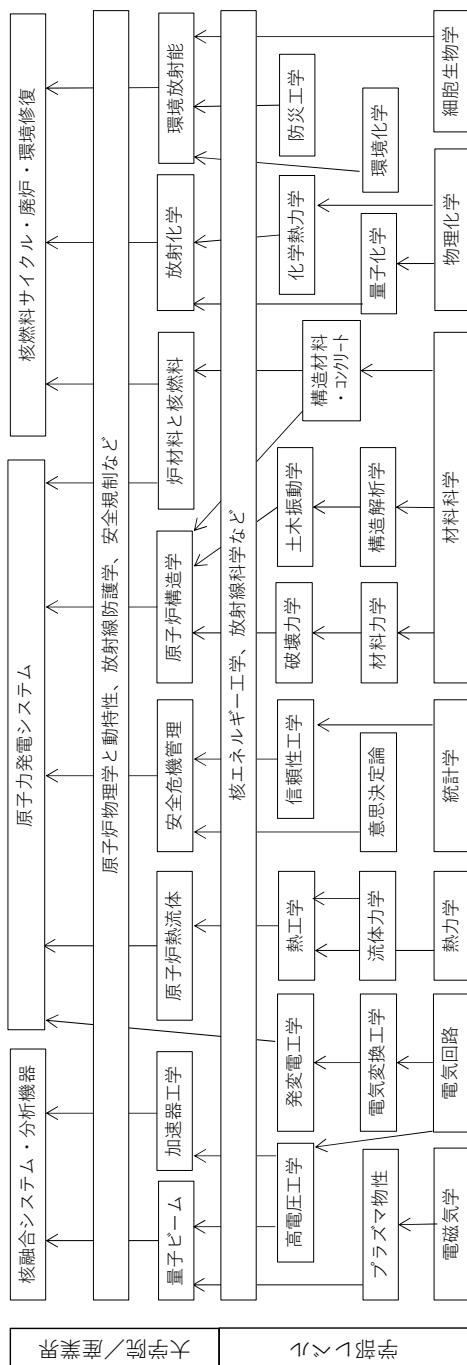 大学院／産業界
学部レベル
核融合システム・分析機器
原子力発電システム
核燃料サイクル・廃炉・環境修復
原子炉物理学と動特性、放射線防護学、安全規制など
量子ビーム
加速器工学
原子炉熱流体
安全危機管理
原子炉構造学
炉材料と核燃料
放射化学
環境放射能
核エネルギー工学、放射線科学など
高電圧工学
発変電工学
熱工学
信頼性工学
破壊力学
土木振動学
構造材料
・コンクリート
化学熱力学
防災工学
プラズマ物性
電気変換工学
流体力学
意思決定論
材料力学
構造解析学
量子化学
環境化学
電磁気学
電気回路
熱力学
統計学
材料科学
物理化学
細胞生物学